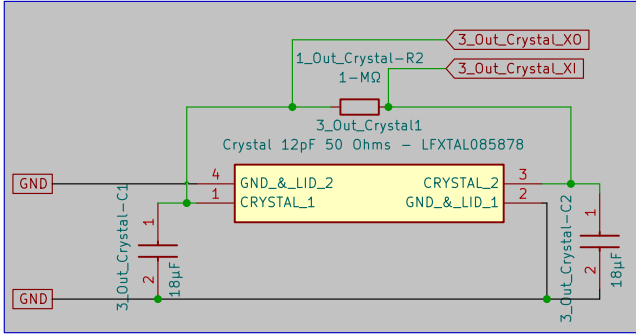 3_Out_Crystal_XO
1_Out_Crystal-R2
3_Out_Crystal_XI
1-MΩ
3_Out_Crystal1
Crystal 12pF 50 Ohms - LFXTAL085878
GND
4
GND_&_LID_2
CRYSTAL_2
3
1
CRYSTAL_1
GND_&_LID_1
2
3_Out_Crystal-C1
1
2
18µF
3_Out_Crystal-C2
1
2
18µF
GND